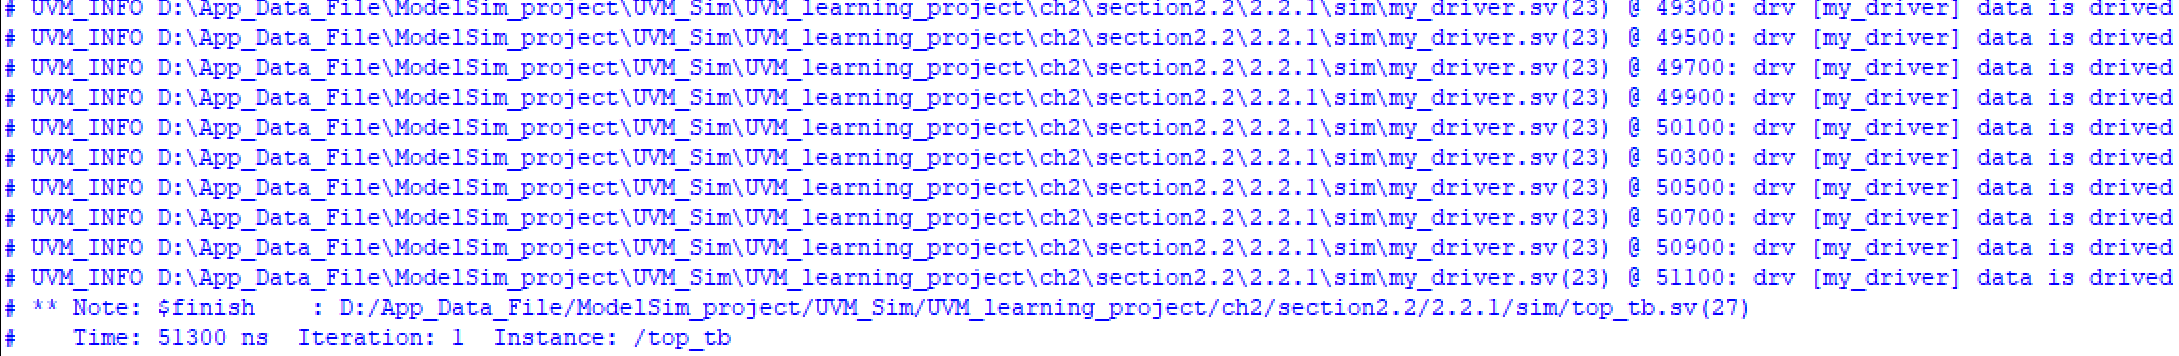 # UVM_INFO D:\App_Data_File\ModelSim_project\UVM_Sim\UVM_learning_project\ch2\section2.2\2.2.1\sim\my_driver.sv(23) @ 49300: drv [my_driver] data is drived
# UVM_INFO D:\App_Data_File\ModelSim_project\UVM_Sim\UVM_learning_project\ch2\section2.2\2.2.1\sim\my_driver.sv(23) @ 49500: drv [my_driver] data is drived
# UVM_INFO D:\App_Data_File\ModelSim_project\UVM_Sim\UVM_learning_project\ch2\section2.2\2.2.1\sim\my_driver.sv(23) @ 49700: drv [my_driver] data is drived
# UVM_INFO D:\App_Data_File\ModelSim_project\UVM_Sim\UVM_learning_project\ch2\section2.2\2.2.1\sim\my_driver.sv(23) @ 49900: drv [my_driver] data is drived
# UVM_INFO D:\App_Data_File\ModelSim_project\UVM_Sim\UVM_learning_project\ch2\section2.2\2.2.1\sim\my_driver.sv(23) @ 50100: drv [my_driver] data is drived
# UVM_INFO D:\App_Data_File\ModelSim_project\UVM_Sim\UVM_learning_project\ch2\section2.2\2.2.1\sim\my_driver.sv(23) @ 50300: drv [my_driver] data is drived
# UVM_INFO D:\App_Data_File\ModelSim_project\UVM_Sim\UVM_learning_project\ch2\section2.2\2.2.1\sim\my_driver.sv(23) @ 50500: drv [my_driver] data is drived
# UVM_INFO D:\App_Data_File\ModelSim_project\UVM_Sim\UVM_learning_project\ch2\section2.2\2.2.1\sim\my_driver.sv(23) @ 50700: drv [my_driver] data is drived
# UVM_INFO D:\App_Data_File\ModelSim_project\UVM_Sim\UVM_learning_project\ch2\section2.2\2.2.1\sim\my_driver.sv(23) @ 50900: drv [my_driver] data is drived
# UVM_INFO D:\App_Data_File\ModelSim_project\UVM_Sim\UVM_learning_project\ch2\section2.2\2.2.1\sim\my_driver.sv(23) @ 51100: drv [my_driver] data is drived
# ** Note: $finish    : D:/App_Data_File/ModelSim_project/UVM_Sim/UVM_learning_project/ch2/section2.2/2.2.1/sim/top_tb.sv(27)
#    Time: 51300 ns  Iteration: 1  Instance: /top_tb